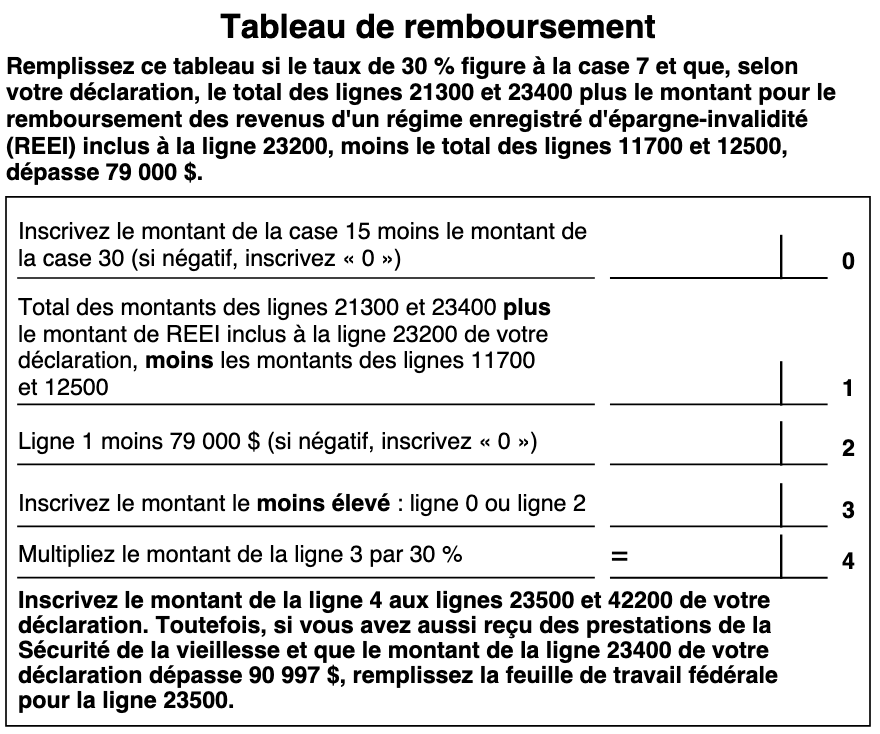 Tableau de remboursement
Remplissez ce tableau si le taux de 30 % figure à la case 7 et que, selon
votre déclaration, le total des lignes 21300 et 23400 plus le montant pour le
remboursement des revenus d'un régime enregistré d'épargne-invalidité
(REEI) inclus à la ligne 23200, moins le total des lignes 11700 et 12500,
dépasse 79 000 $.
Inscrivez le montant de la case 15 moins le montant de
la case 30 (si négatif, inscrivez « 0 ») 0
Total des montants des lignes 21300 et 23400 plus
le montant de REEI inclus à la ligne 23200 de votre
déclaration, moins les montants des lignes 11700
et 12500 1
Ligne 1 moins 79 000 $ (si négatif, inscrivez « 0 ») 2
Inscrivez le montant le moins élevé : ligne 0 ou ligne 2 3
Multipliez le montant de la ligne 3 par 30 % = 4
Inscrivez le montant de la ligne 4 aux lignes 23500 et 42200 de votre
déclaration. Toutefois, si vous avez aussi reçu des prestations de la
Sécurité de la vieillesse et que le montant de la ligne 23400 de votre
déclaration dépasse 90 997 $, remplissez la feuille de travail fédérale
pour la ligne 23500.